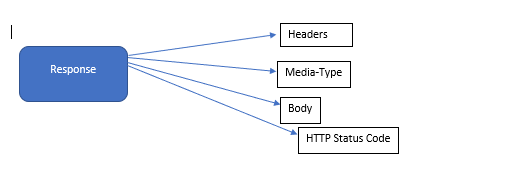 Headers
Response
Media-Type
Body
HTTP Status Code